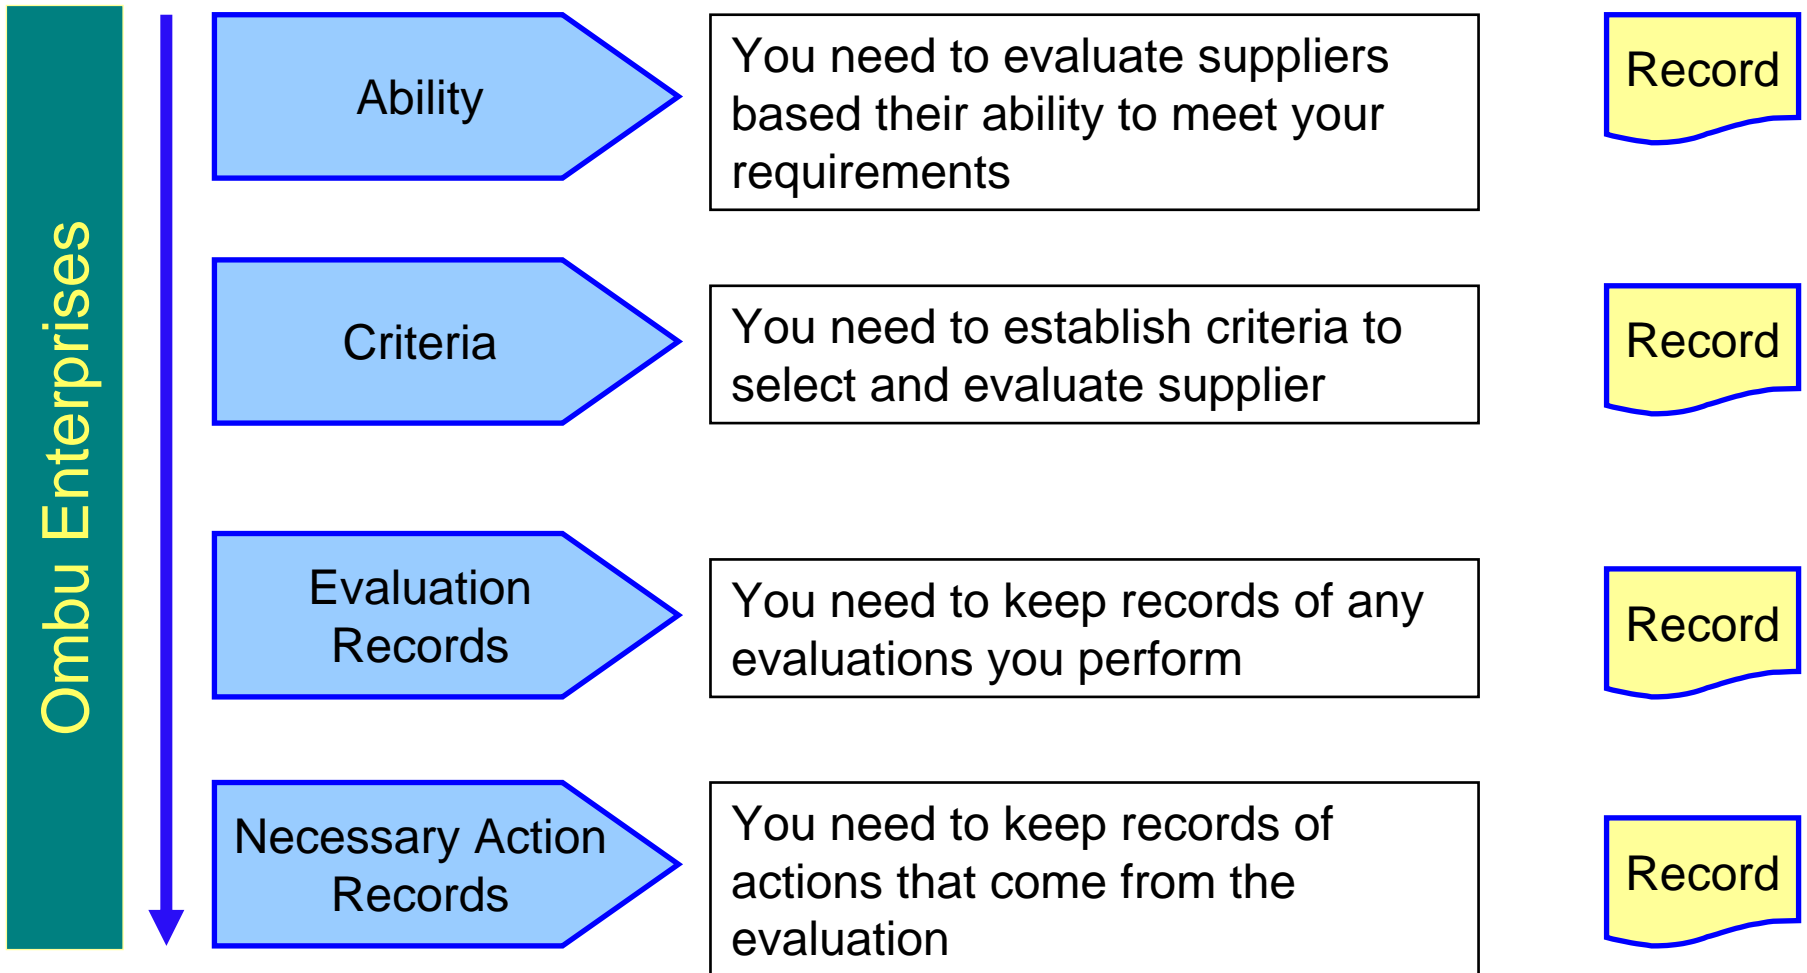 Ombu Enterprises
Ability
You need to evaluate suppliers
based their ability to meet your
requirements
Record
Criteria
You need to establish criteria to
select and evaluate supplier
Record
Evaluation
Records
You need to keep records of any
evaluations you perform
Record
Necessary Action
Records
You need to keep records of
actions that come from the
evaluation
Record